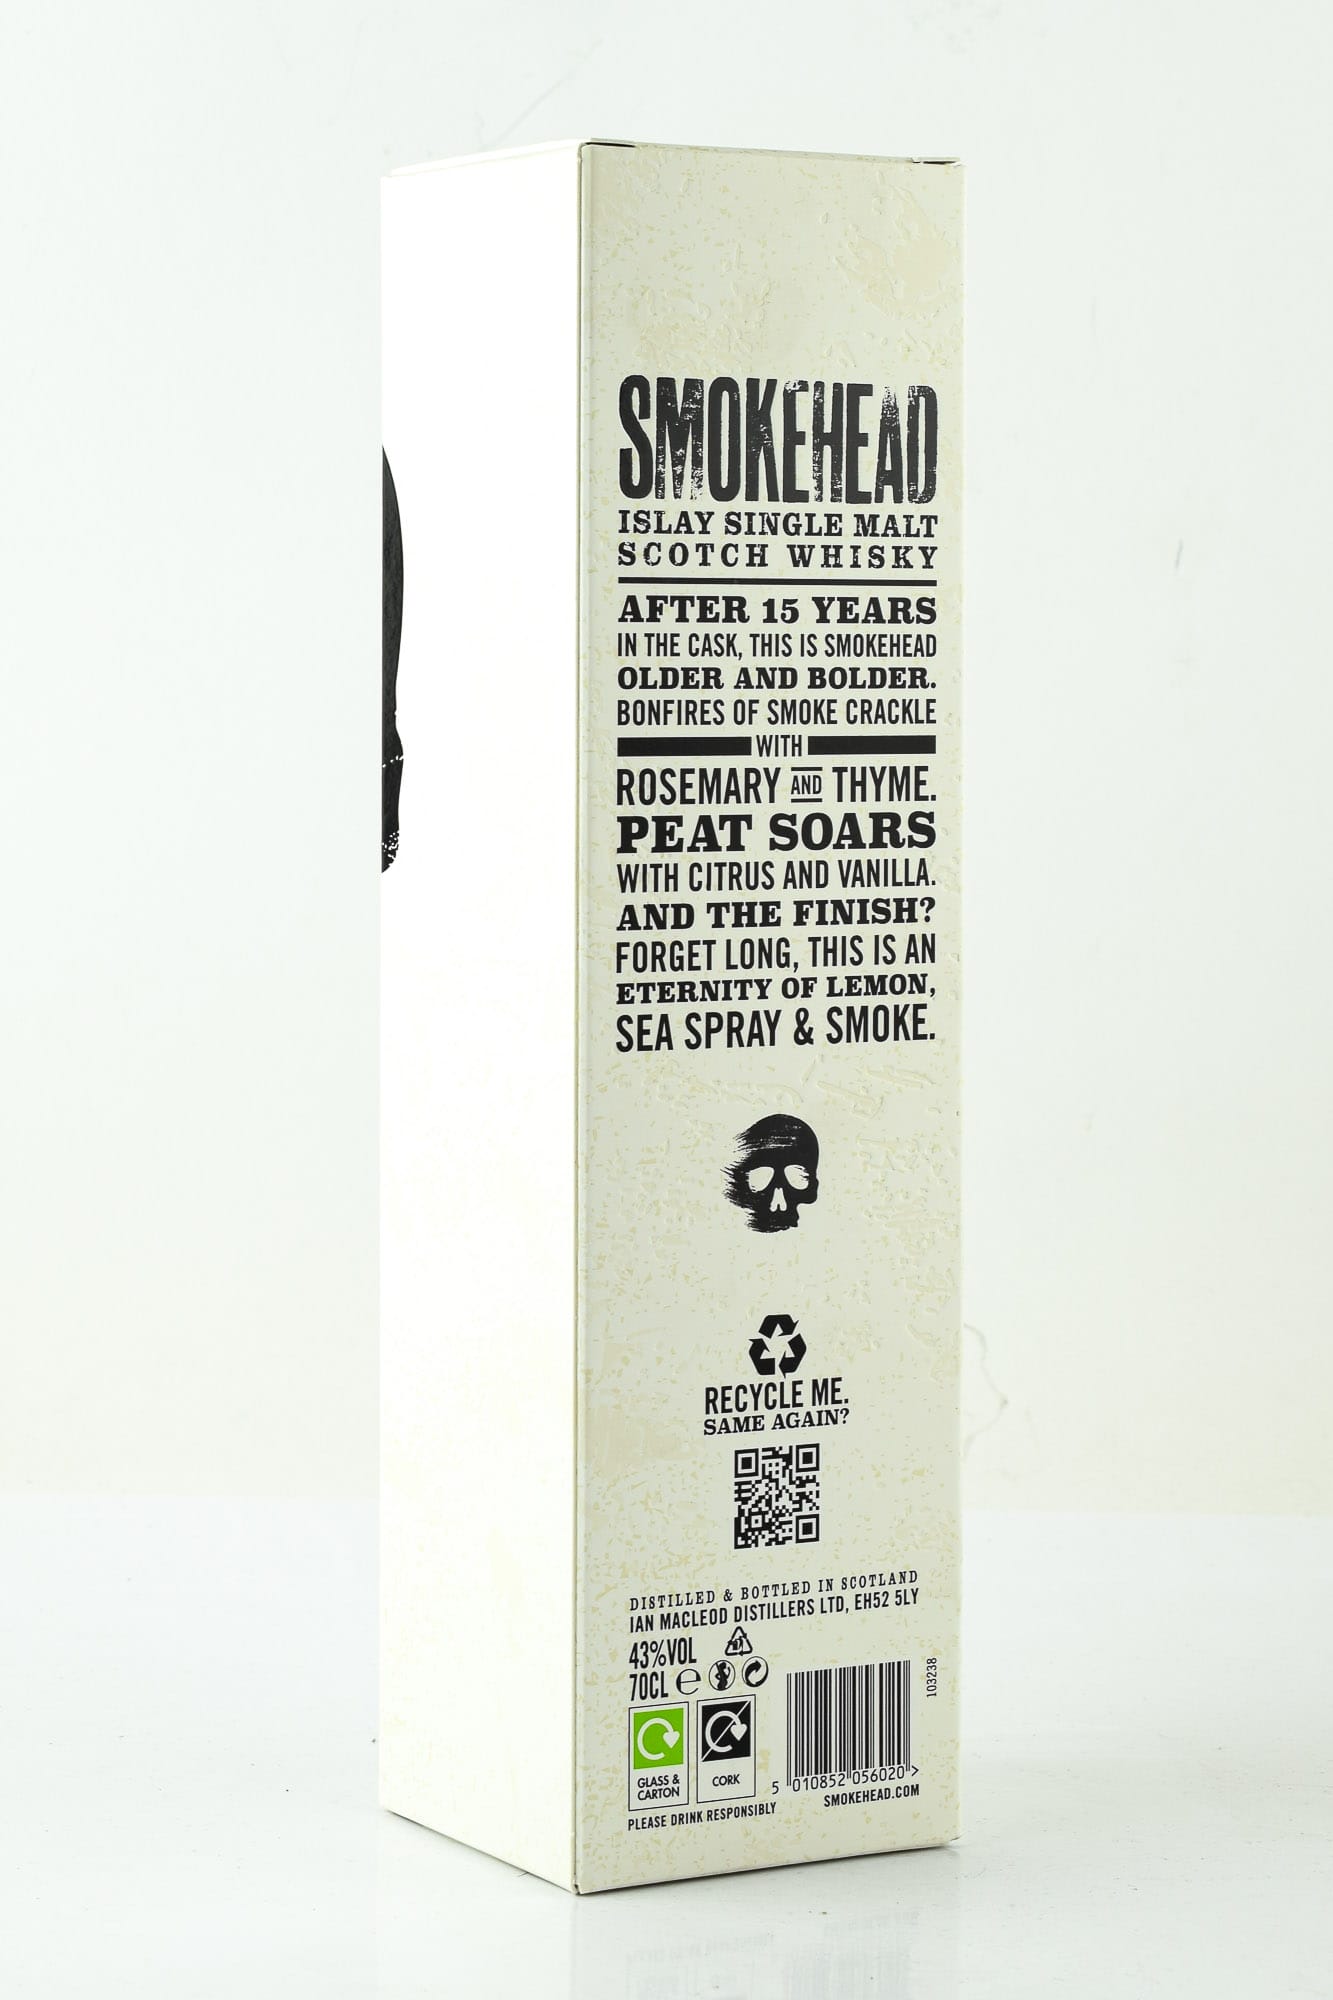 SMOKEHEAD
ISLAY SINGLE MALT
SCOTCH WHISKY
AFTER 15 YEARS
IN THE CASK, THIS IS SMOKEHEAD
OLDER AND BOLDER.
BONFIRES OF SMOKE CRACKLE
WITH
ROSEMARY AND THYME.
PEAT SOARS
WITH CITRUS AND VANILLA.
AND THE FINISH?
FORGET LONG, THIS IS AN
ETERNITY OF LEMON,
SEA SPRAY & SMOKE.
RECYCLE ME.
SAME AGAIN?
DISTILLED & BOTTLED IN SCOTLAND
IAN MACLEOD DISTILLERS LTD, EH52 5LY
43%VOL
70CL ℮
103238
GLASS &
CARTON
CORK
5 010852 056020 >
SMOKEHEAD.COM
PLEASE DRINK RESPONSIBLY